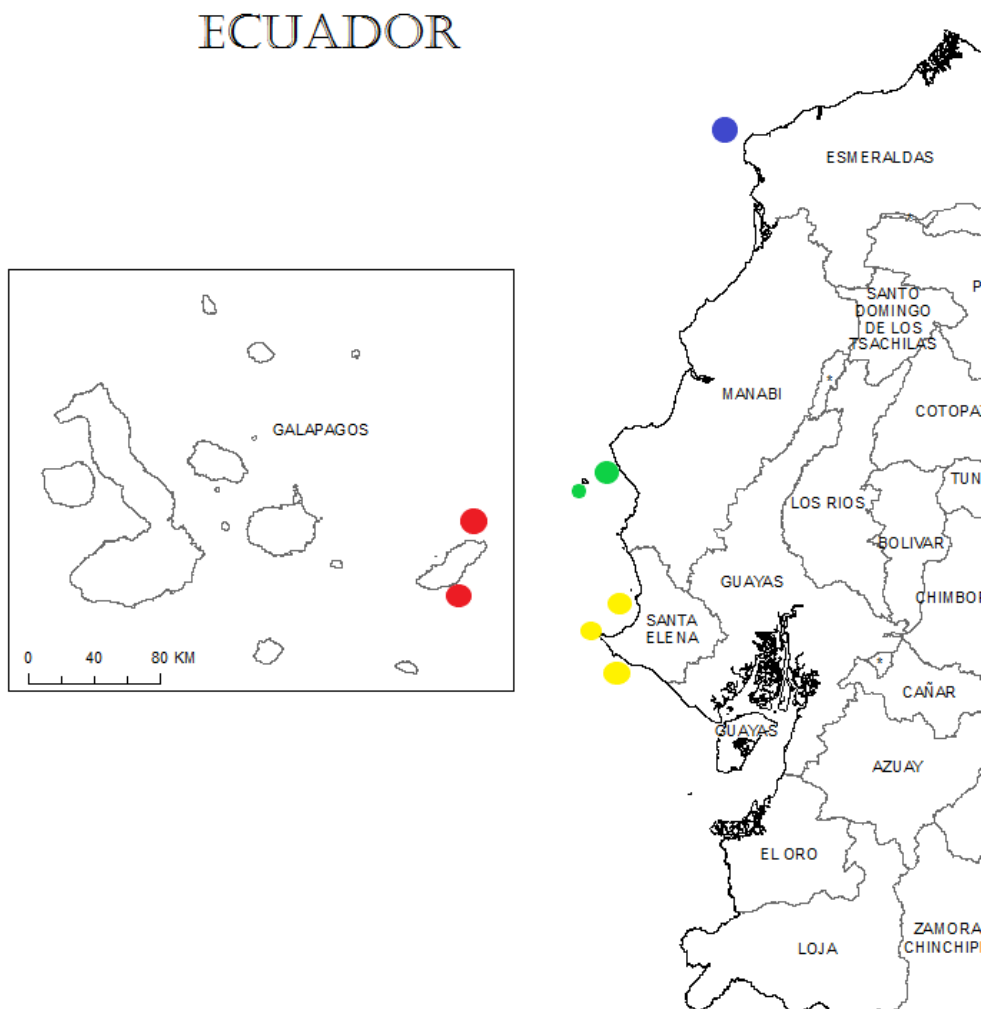 ECUADOR
ESMERALDAS
SANTO
DOMINGO
DE LOS
TSACHILAS
P
MANABI
COTOPA
GALAPAGOS
TUN
LOS RIOS
BOLIVAR
GUAYAS
CHIMBO
SANTA
ELENA
0 40 80 KM
CAÑAR
GUAYAS
AZUAY
EL ORO
ZAMORA
CHINCHIP
LOJA